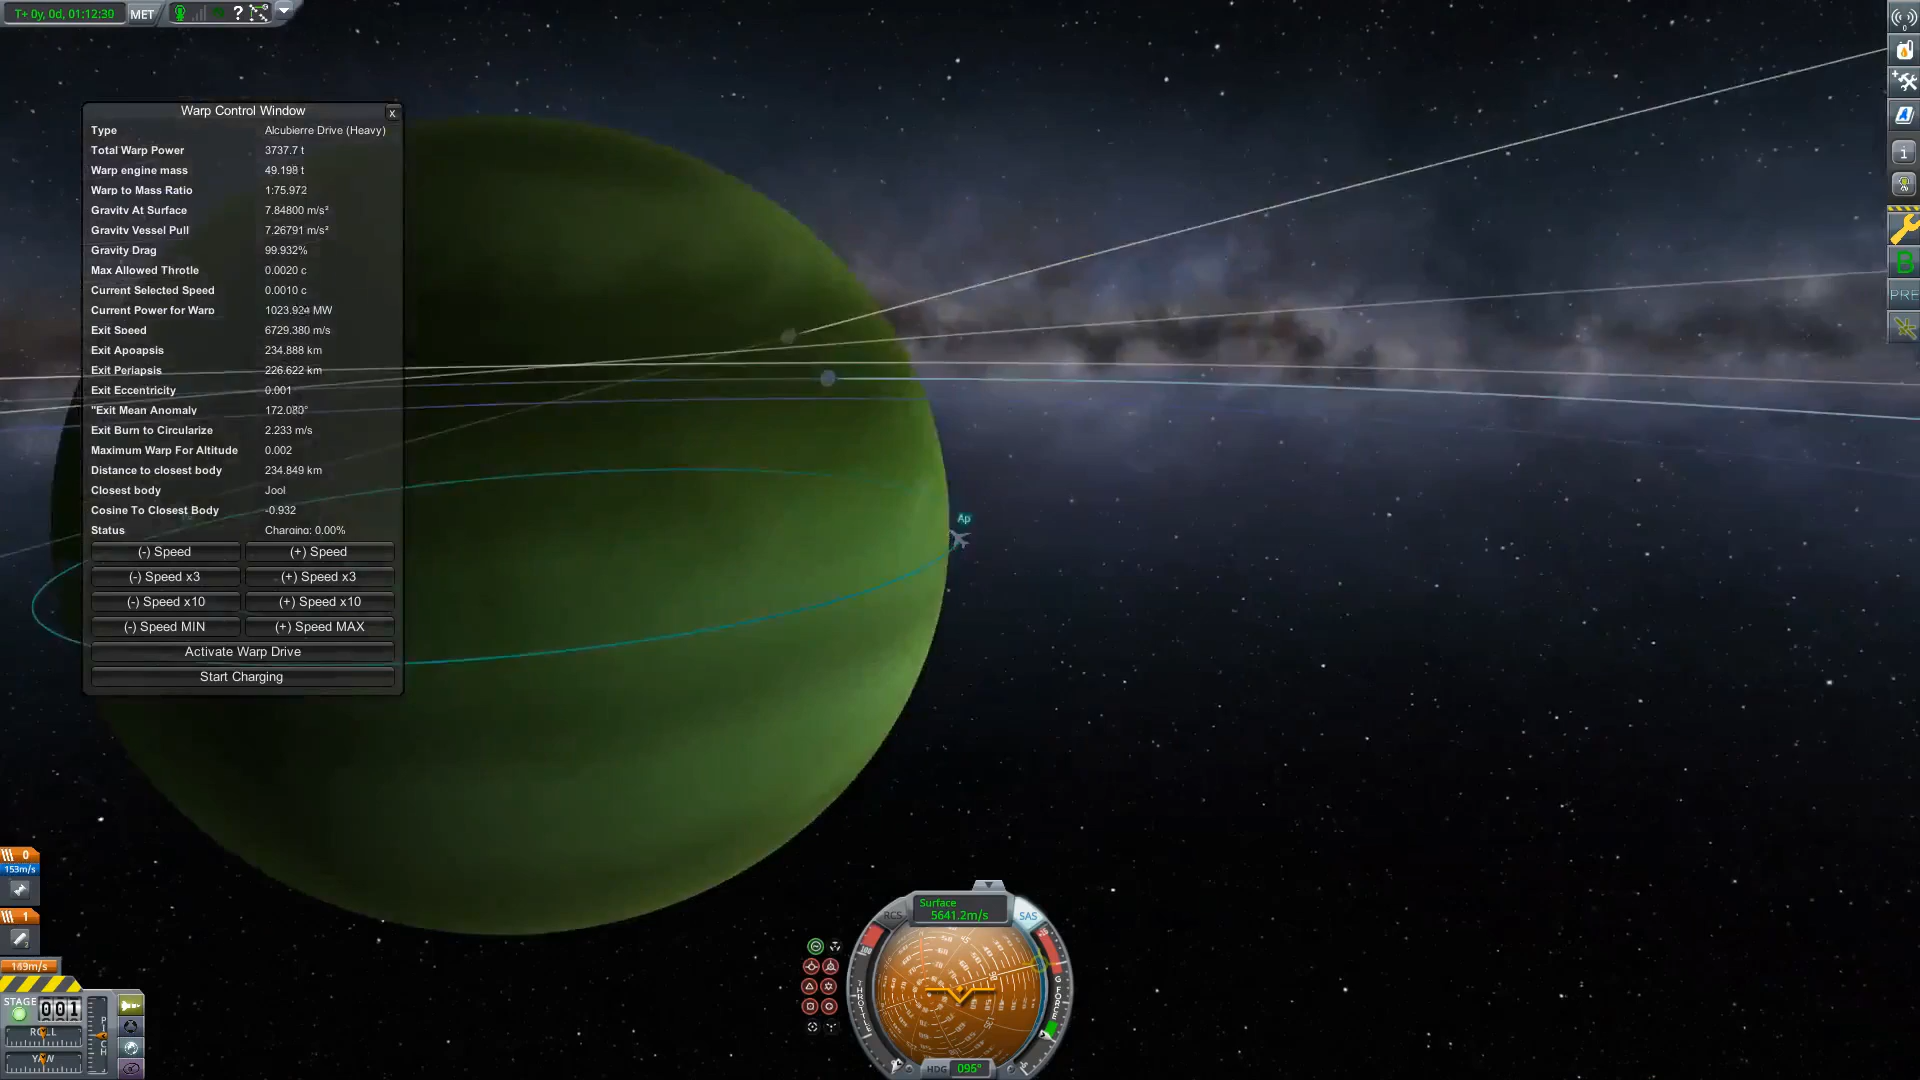 T+ 0y, 0d, 01:12:30 MET ?
Warp Control Window x
Type Alcubierre Drive (Heavy)
Total Warp Power 3737.7 t
Warp engine mass 49.198 t
Warp to Mass Ratio 1:75.972
Gravity At Surface 7.84800 m/s²
Gravity Vessel Pull 7.26791 m/s²
Gravity Drag 99.932%
Max Allowed Throtle 0.0020 c
Current Selected Speed 0.0010 c
Current Power for Warp 1023.924 MW
Exit Speed 6729.380 m/s
Exit Apoapsis 234.888 km
Exit Periapsis 226.622 km
Exit Eccentricity 0.001
"Exit Mean Anomaly 172.080°
Exit Burn to Circularize 2.233 m/s
Maximum Warp For Altitude 0.002
Distance to closest body 234.849 km
Closest body Jool
Cosine To Closest Body -0.932
Status Charging: 0.00%
(-) Speed (+) Speed
(-) Speed x3 (+) Speed x3
(-) Speed x10 (+) Speed x10
(-) Speed MIN (+) Speed MAX
Activate Warp Drive
Start Charging
Ap
0
A
i
B
PRE
0
153m/s
1
149m/s
STAGE 001
ROLL
YAW
PITCH
Surface
5641.2m/s
RCS SAS
THROTTLE
G FORCE
HDG 095°